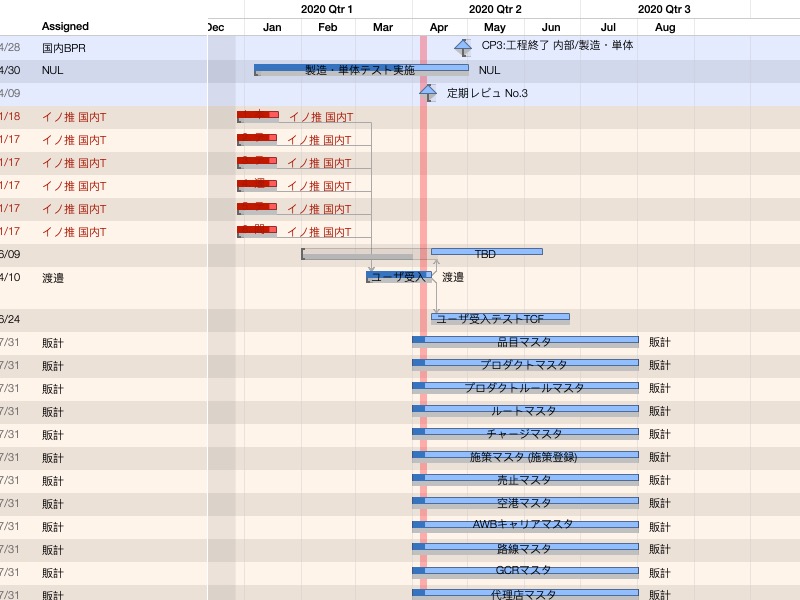 2020 Qtr 1 2020 Qtr 2 2020 Qtr 3
Assigned Dec Jan Feb Mar Apr May Jun Jul Aug
4/28 国内BPR CP3:工程終了 内部/製造・単体
4/30 NUL 製造・単体テスト実施 NUL
4/09 定期レビュ No.3
1/18 イノ推 国内T イノ推 国内T
1/17 イノ推 国内T イノ推 国内T
1/17 イノ推 国内T イノ推 国内T
1/17 イノ推 国内T イノ推 国内T
1/17 イノ推 国内T イノ推 国内T
1/17 イノ推 国内T イノ推 国内T
6/09 TBD
4/10 渡邉 ユーザ受入 渡邉
6/24 ユーザ受入テストTCF
7/31 販計 品目マスタ 販計
7/31 販計 プロダクトマスタ 販計
7/31 販計 プロダクトルールマスタ 販計
7/31 販計 ルートマスタ 販計
7/31 販計 チャージマスタ 販計
7/31 販計 施策マスタ (施策登録) 販計
7/31 販計 売止マスタ 販計
7/31 販計 空港マスタ 販計
7/31 販計 AWBキャリアマスタ 販計
7/31 販計 路線マスタ 販計
7/31 販計 GCRマスタ 販計
7/31 販計 代理店マスタ 販計